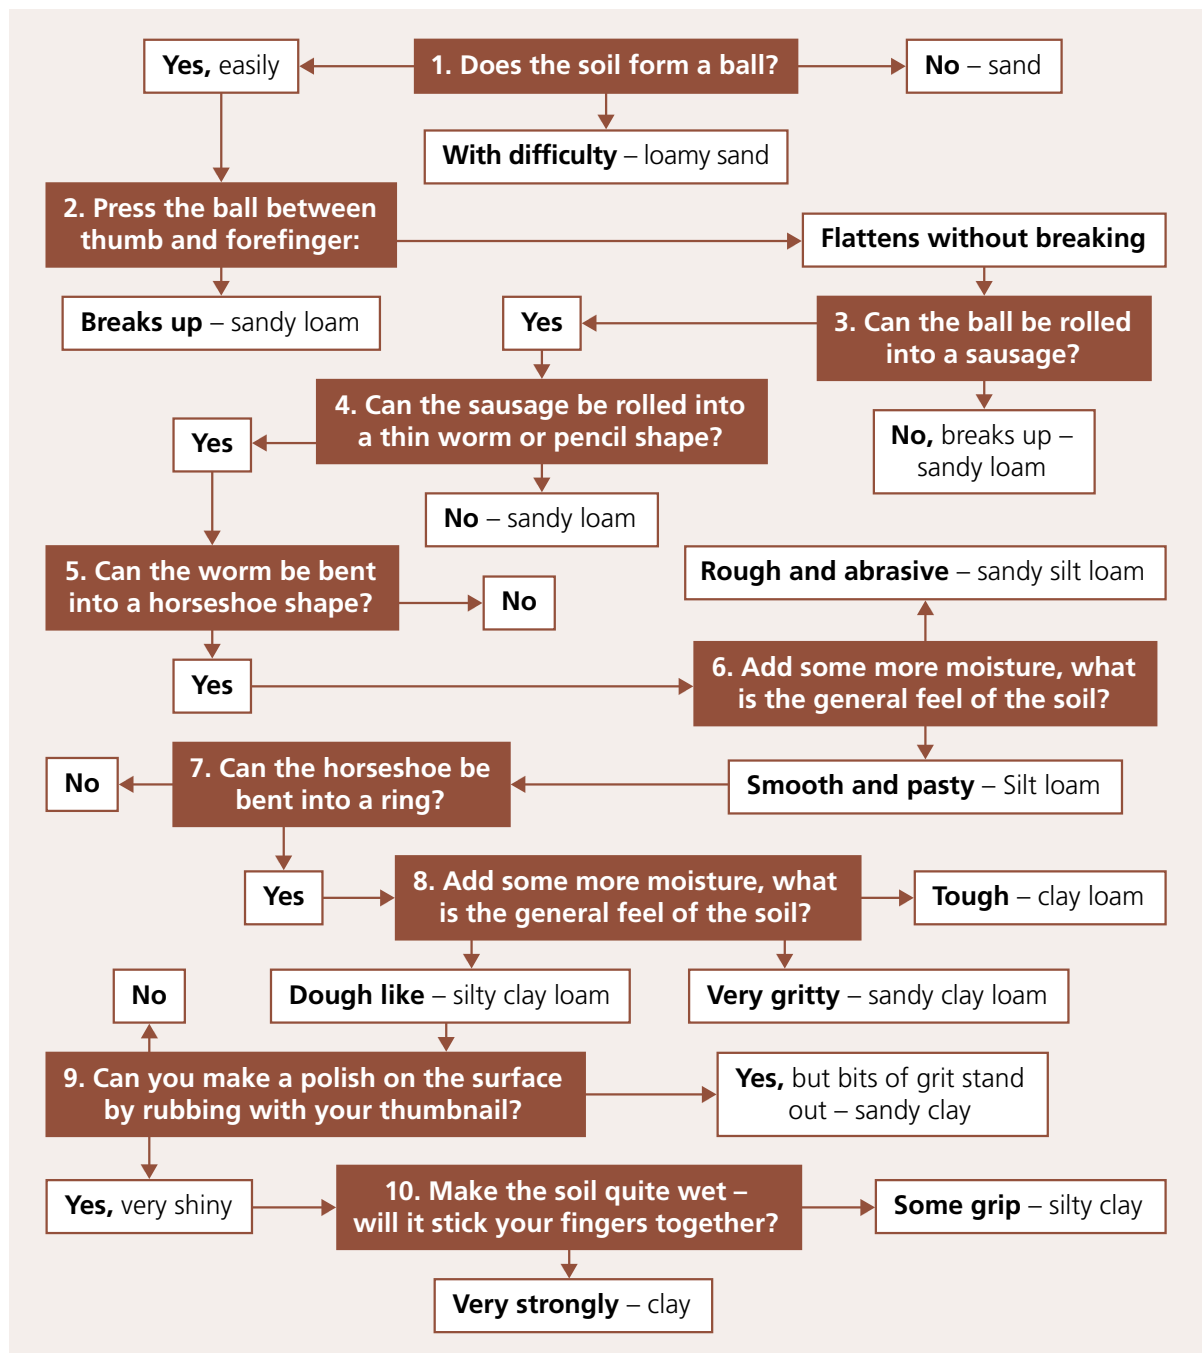 Yes, easily
1. Does the soil form a ball?
No – sand
With difficulty – loamy sand
2. Press the ball between
thumb and forefinger:
Flattens without breaking
Breaks up – sandy loam
Yes
3. Can the ball be rolled
into a sausage?
4. Can the sausage be rolled into
a thin worm or pencil shape?
Yes
No, breaks up –
sandy loam
No – sandy loam
5. Can the worm be bent
into a horseshoe shape?
No
Rough and abrasive – sandy silt loam
Yes
6. Add some more moisture, what
is the general feel of the soil?
No
7. Can the horseshoe be
bent into a ring?
Smooth and pasty – Silt loam
Yes
8. Add some more moisture, what
is the general feel of the soil?
Tough – clay loam
No
Dough like – silty clay loam
Very gritty – sandy clay loam
9. Can you make a polish on the surface
by rubbing with your thumbnail?
Yes, but bits of grit stand
out – sandy clay
Yes, very shiny
10. Make the soil quite wet –
will it stick your fingers together?
Some grip – silty clay
Very strongly – clay